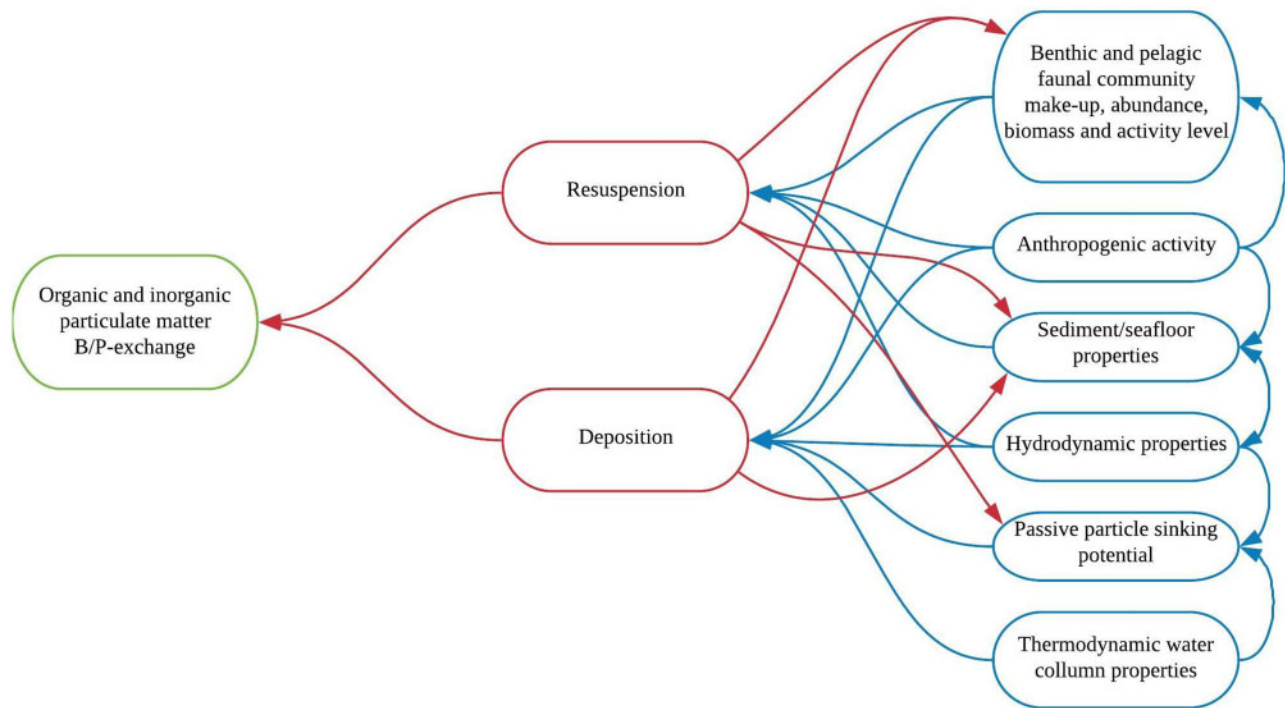 Organic and inorganic
particulate matter
B/P-exchange
Resuspension
Deposition
Benthic and pelagic
faunal community
make-up, abundance,
biomass and activity level
Anthropogenic activity
Sediment/seafloor
properties
Hydrodynamic properties
Passive particle sinking
potential
Thermodynamic water
collumn properties